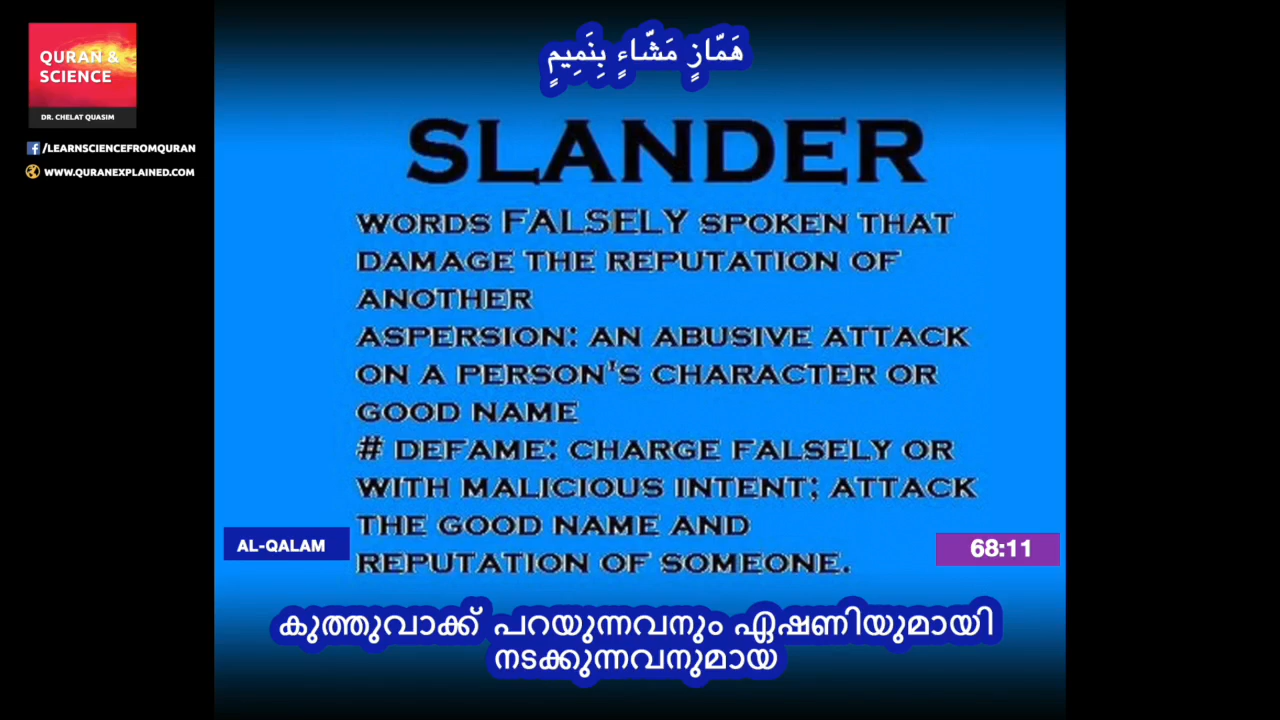 QURAN &
SCIENCE
DR. CHELAT QUASIM
/LEARNSCIENCEFROMQURAN
WWW.QURANEXPLAINED.COM
هَمَّازٍ مَشَّاءٍ بِنَمِيمٍ
SLANDER
WORDS FALSELY SPOKEN THAT
DAMAGE THE REPUTATION OF
ANOTHER
ASPERSION: AN ABUSIVE ATTACK
ON A PERSON'S CHARACTER OR
GOOD NAME
# DEFAME: CHARGE FALSELY OR
WITH MALICIOUS INTENT; ATTACK
THE GOOD NAME AND
REPUTATION OF SOMEONE.
AL-QALAM
68:11
കുത്തുവാക്ക് പറയുന്നവനും ഏഷണിയുമായി
നടക്കുന്നവനുമായ